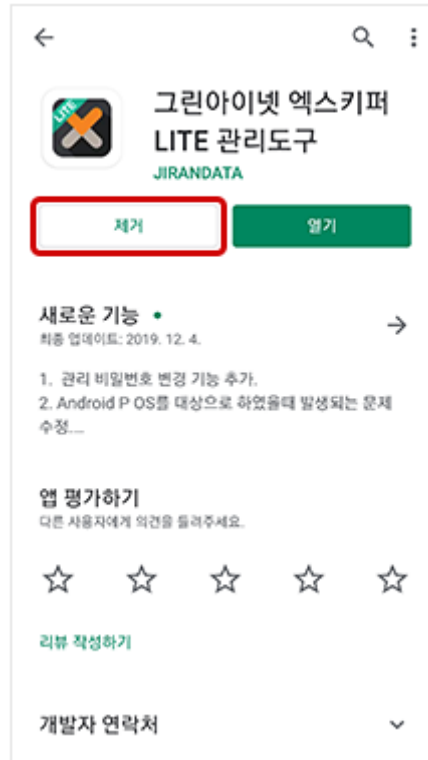 LITE
그린아이넷 엑스키퍼
LITE 관리도구
JIRANDATA
제거
열기
새로운 기능
최종 업데이트: 2019. 12. 4.
1. 관리 비밀번호 변경 기능 추가.
2. Android P OS를 대상으로 하였을때 발생되는 문제
수정....
앱 평가하기
다른 사용자에게 의견을 들려주세요.
리뷰 작성하기
개발자 연락처